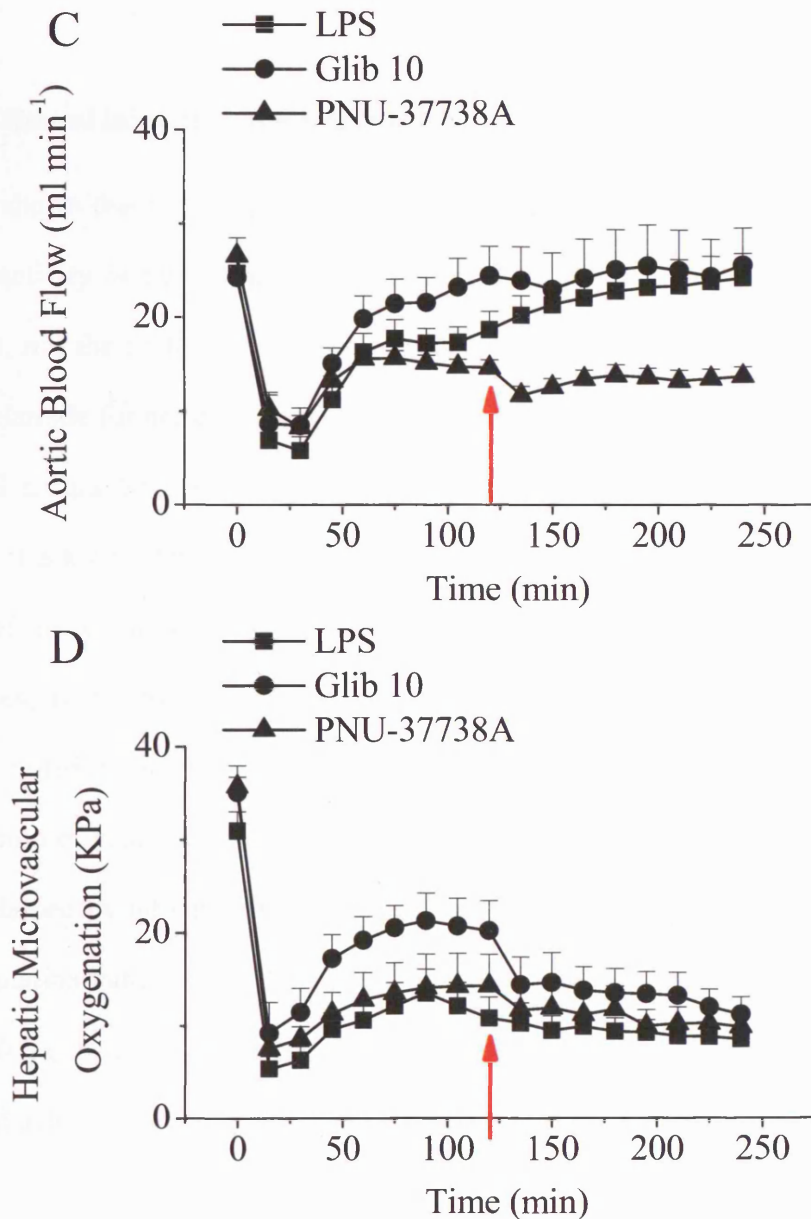 C
LPS
Glib 10
PNU-37738A
Aortic Blood Flow (ml min-1)
40
20
0
0 50 100 150 200 250
Time (min)
D
LPS
Glib 10
PNU-37738A
Hepatic Microvascular
Oxygenation (KPa)
40
20
0
0 50 100 150 200 250
Time (min)